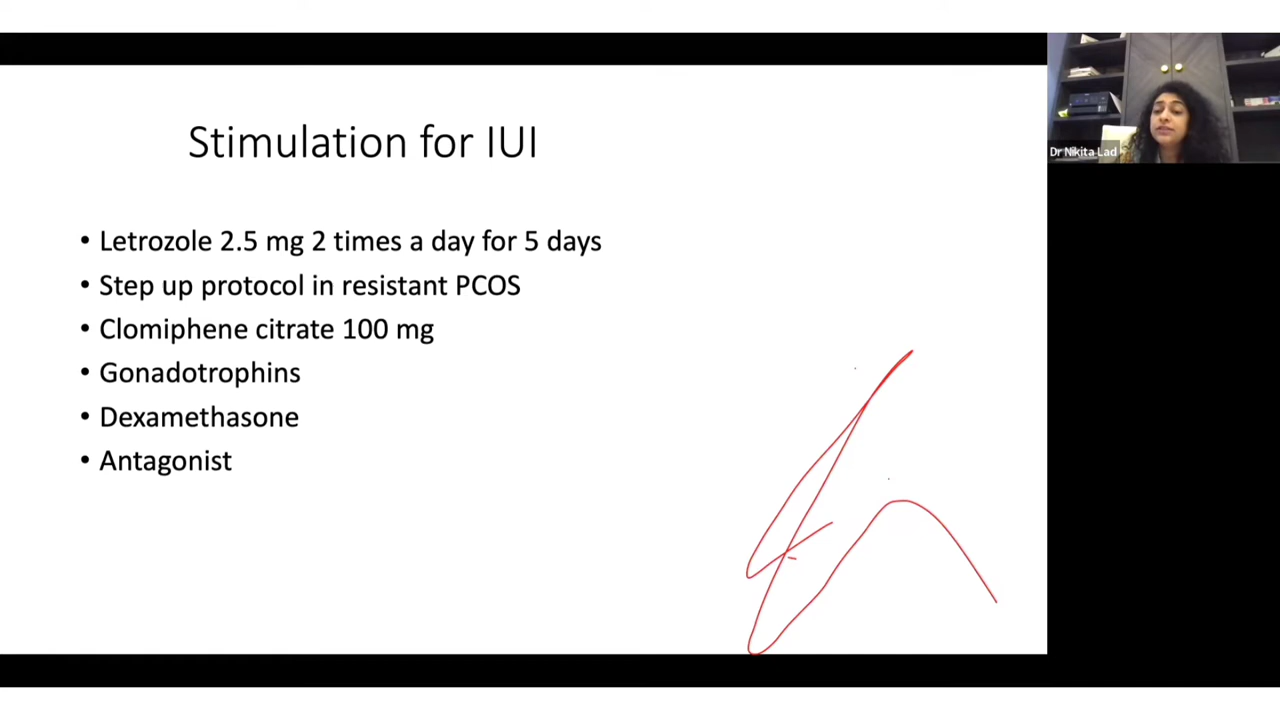 Stimulation for IUI
• Letrozole 2.5 mg 2 times a day for 5 days
• Step up protocol in resistant PCOS
• Clomiphene citrate 100 mg
• Gonadotrophins
• Dexamethasone
• Antagonist
Dr Nikita Lad